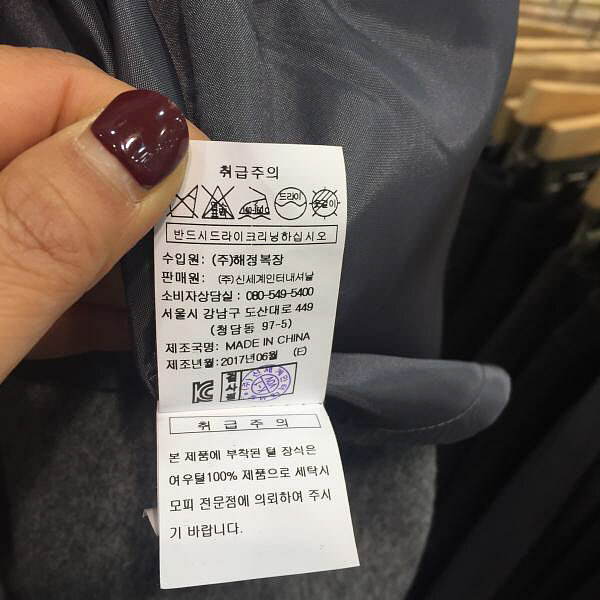 취급주의
드라이
옷걸이
반드시드라이크리닝하십시오
수입원: (주)해정복장
판매원: (주)신세계인터내셔날
소비자상담실: 080-549-5400
서울시 강남구 도산대로 449
(청담동 97-5)
제조국명: MADE IN CHINA
제조년월: 2017년06월 (E)
검사필
취 급 주 의
본 제품에 부착된 털 장식은
여우털100% 제품으로 세탁시
모피 전문점에 의뢰하여 주시
기 바랍니다.